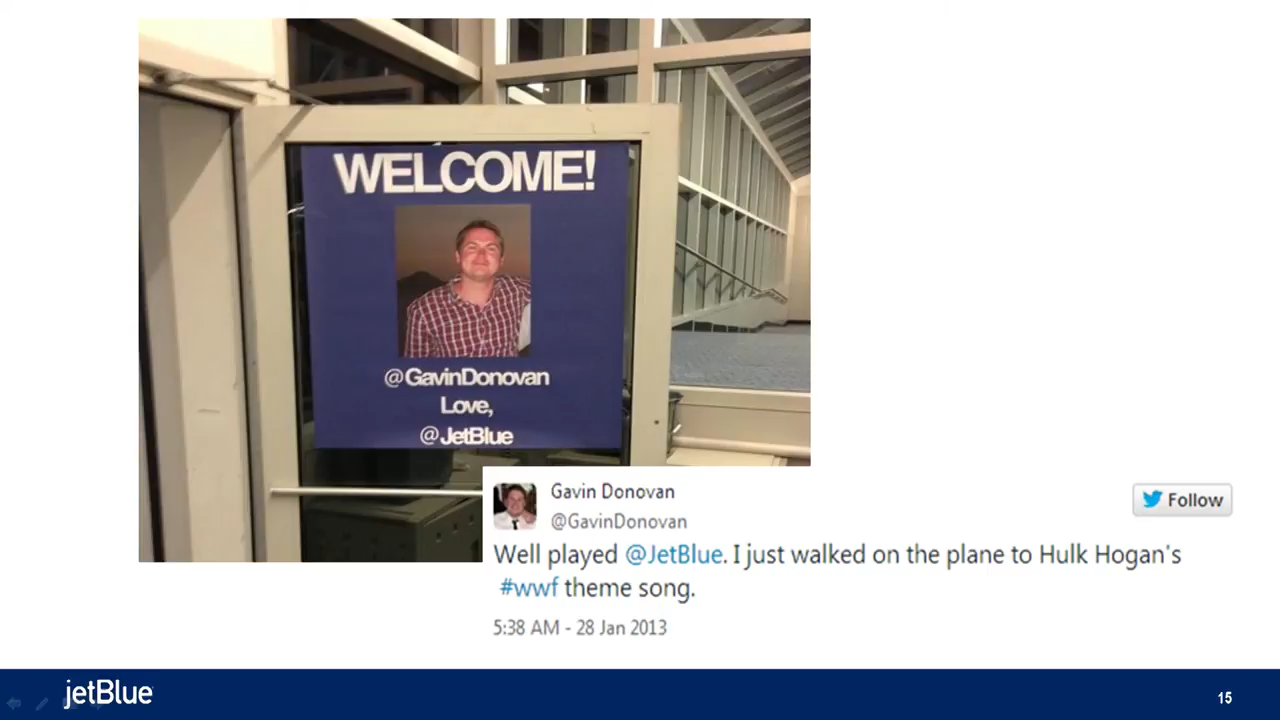 WELCOME!
@GavinDonovan
Love,
@JetBlue
Gavin Donovan
@GavinDonovan
Follow
Well played @JetBlue. I just walked on the plane to Hulk Hogan's
#wwf theme song.
5:38 AM - 28 Jan 2013
jetBlue
15